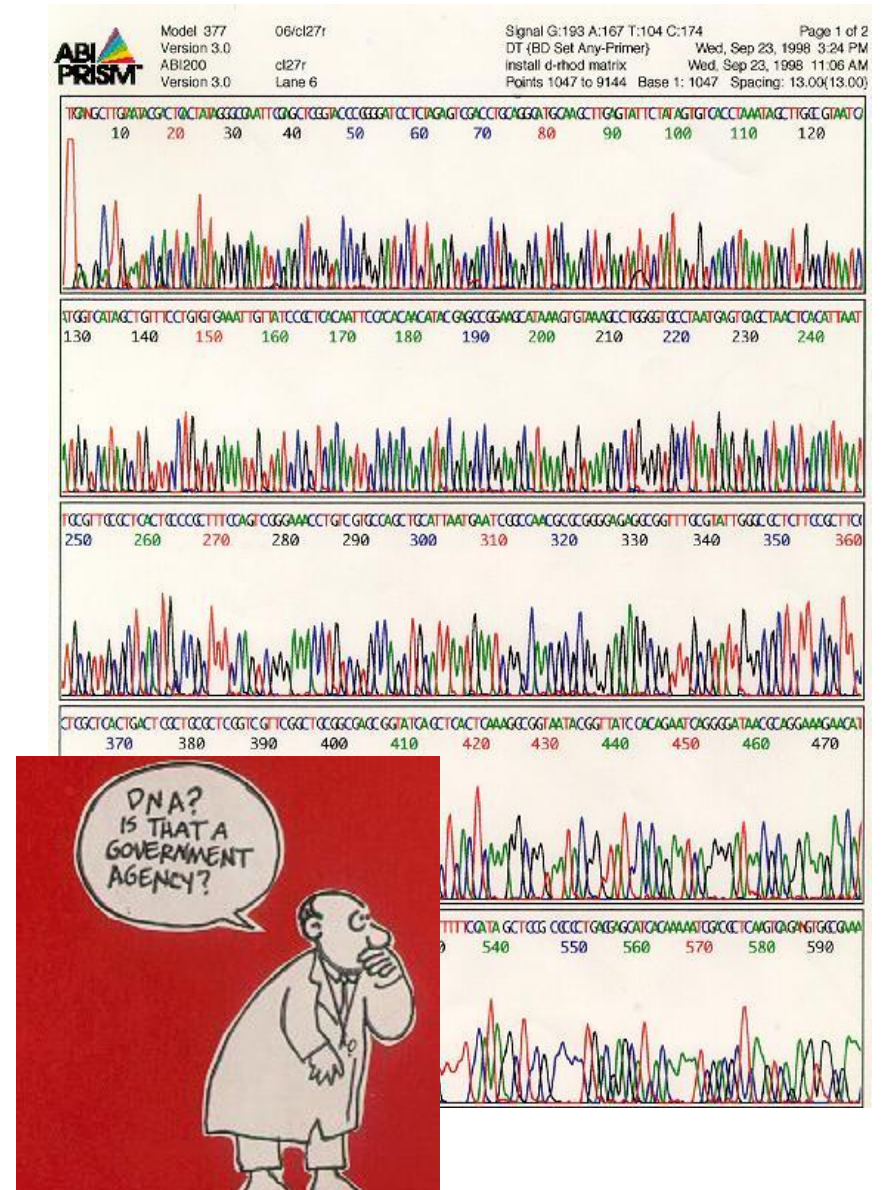 ABI
PRISM
Model 377
Version 3.0
ABI200
Version 3.0
06/cl27r
cl27r
Lane 6
Signal G:193 A:167 T:104 C:174 Page 1 of 2
DT {BD Set Any-Primer} Wed, Sep 23, 1998 3:24 PM
install d-rhod matrix Wed, Sep 23, 1998 11:06 AM
Points 1047 to 9144 Base 1: 1047 Spacing: 13.00{13.00}
10 20 30 40 50 60 70 80 90 100 110 120
ATGGTCATAGCTGTTTCCTGTGTGAAATTGTTATCCGCTCACAATTCCACACAACATACGAGCCGGAAGCATAAAGTGTAAAGCCTGGGGTGCCTAATGAGTGAGCTAACTCACATTAAT
130 140 150 160 170 180 190 200 210 220 230 240
TGCGTTGCGCTCACTGCCCGCTTTCCAGTCGGGAAACCTGTCGTGCCAGCTGCATTAATGAATCGGCCAACGCGCGGGGAGAGGCGGTTTGCGTATTGGGCGCTCTTCCGCTTCC
250 260 270 280 290 300 310 320 330 340 350 360
CTCGCTCACTGACTCGCTGCGCTCGGTCGTTCGGCTGCGGCGAGCGGTATCAGCTCACTCAAAGGCGGTAATACGGTTATCCACAGAATCAGGGGATAACGCAGGAAAGAACAT
370 380 390 400 410 420 430 440 450 460 470
540 550 560 570 580 590
DNA?
IS THAT A
GOVERNMENT
AGENCY?